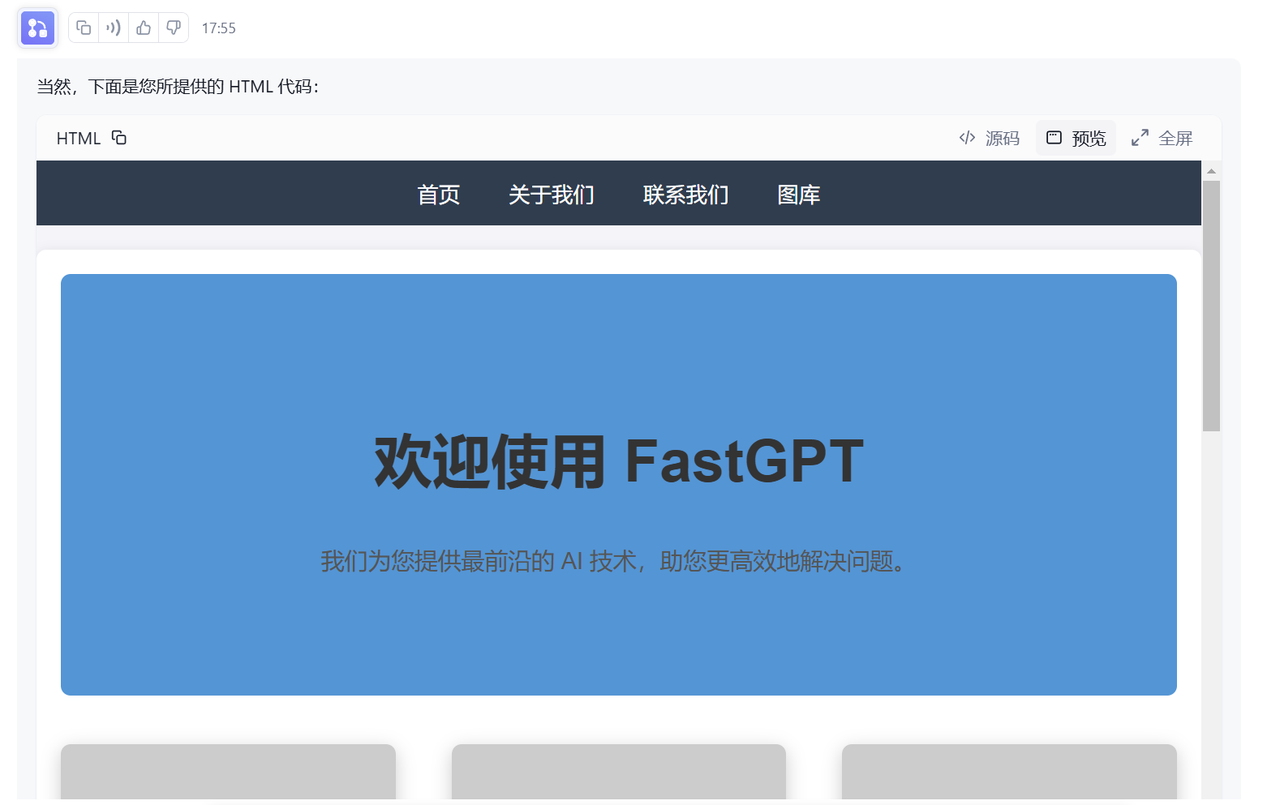 17:55
当然，下面是您所提供的 HTML 代码：
HTML 源码 预览 全屏
首页 关于我们 联系我们 图库
欢迎使用 FastGPT
我们为您提供最前沿的 AI 技术，助您更高效地解决问题。